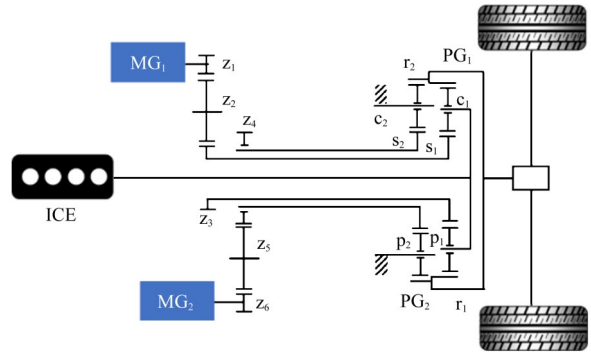 MG₁
z₁
r₂
PG₁
z₂
z₄
c₂
c₁
s₂
s₁
ICE
z₃
z₅
p₂
p₁
MG₂
z₆
PG₂
r₁